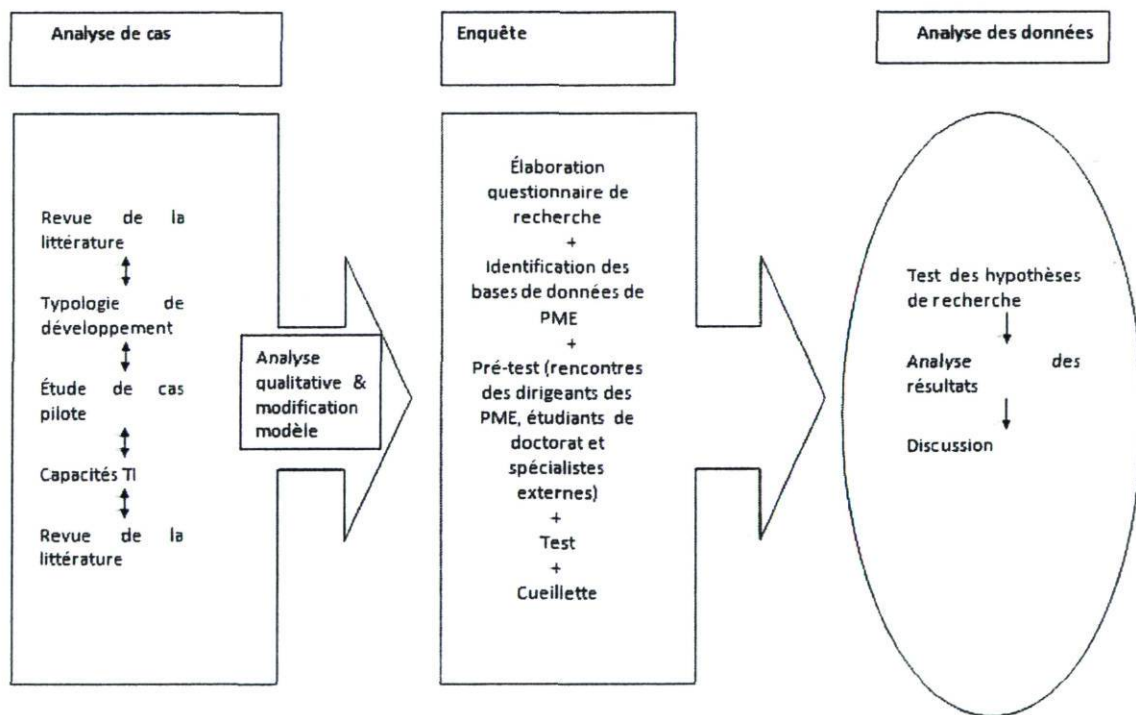 Analyse de cas
Revue de la
littérature
Typologie de
développement
Étude de cas
pilote
Capacités TI
Revue de la
littérature
Analyse
qualitative &
modification
modèle
Enquête
Élaboration
questionnaire de
recherche
+
Identification des
bases de données de
PME
+
Pré-test (rencontres
des dirigeants des
PME, étudiants de
doctorat et
spécialistes
externes)
+
Test
+
Cueillette
Analyse des données
Test des hypothèses
de recherche
Analyse des
résultats
Discussion